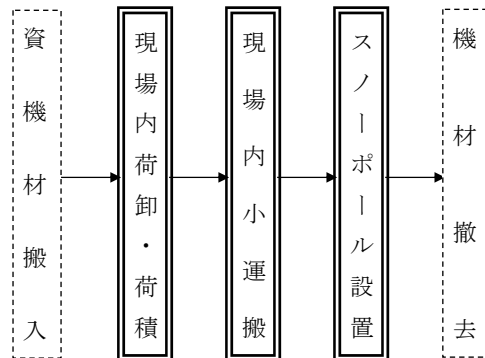 資機材搬入
現場内荷卸・荷積
現場内小運搬
スノーポール設置
機材撤去